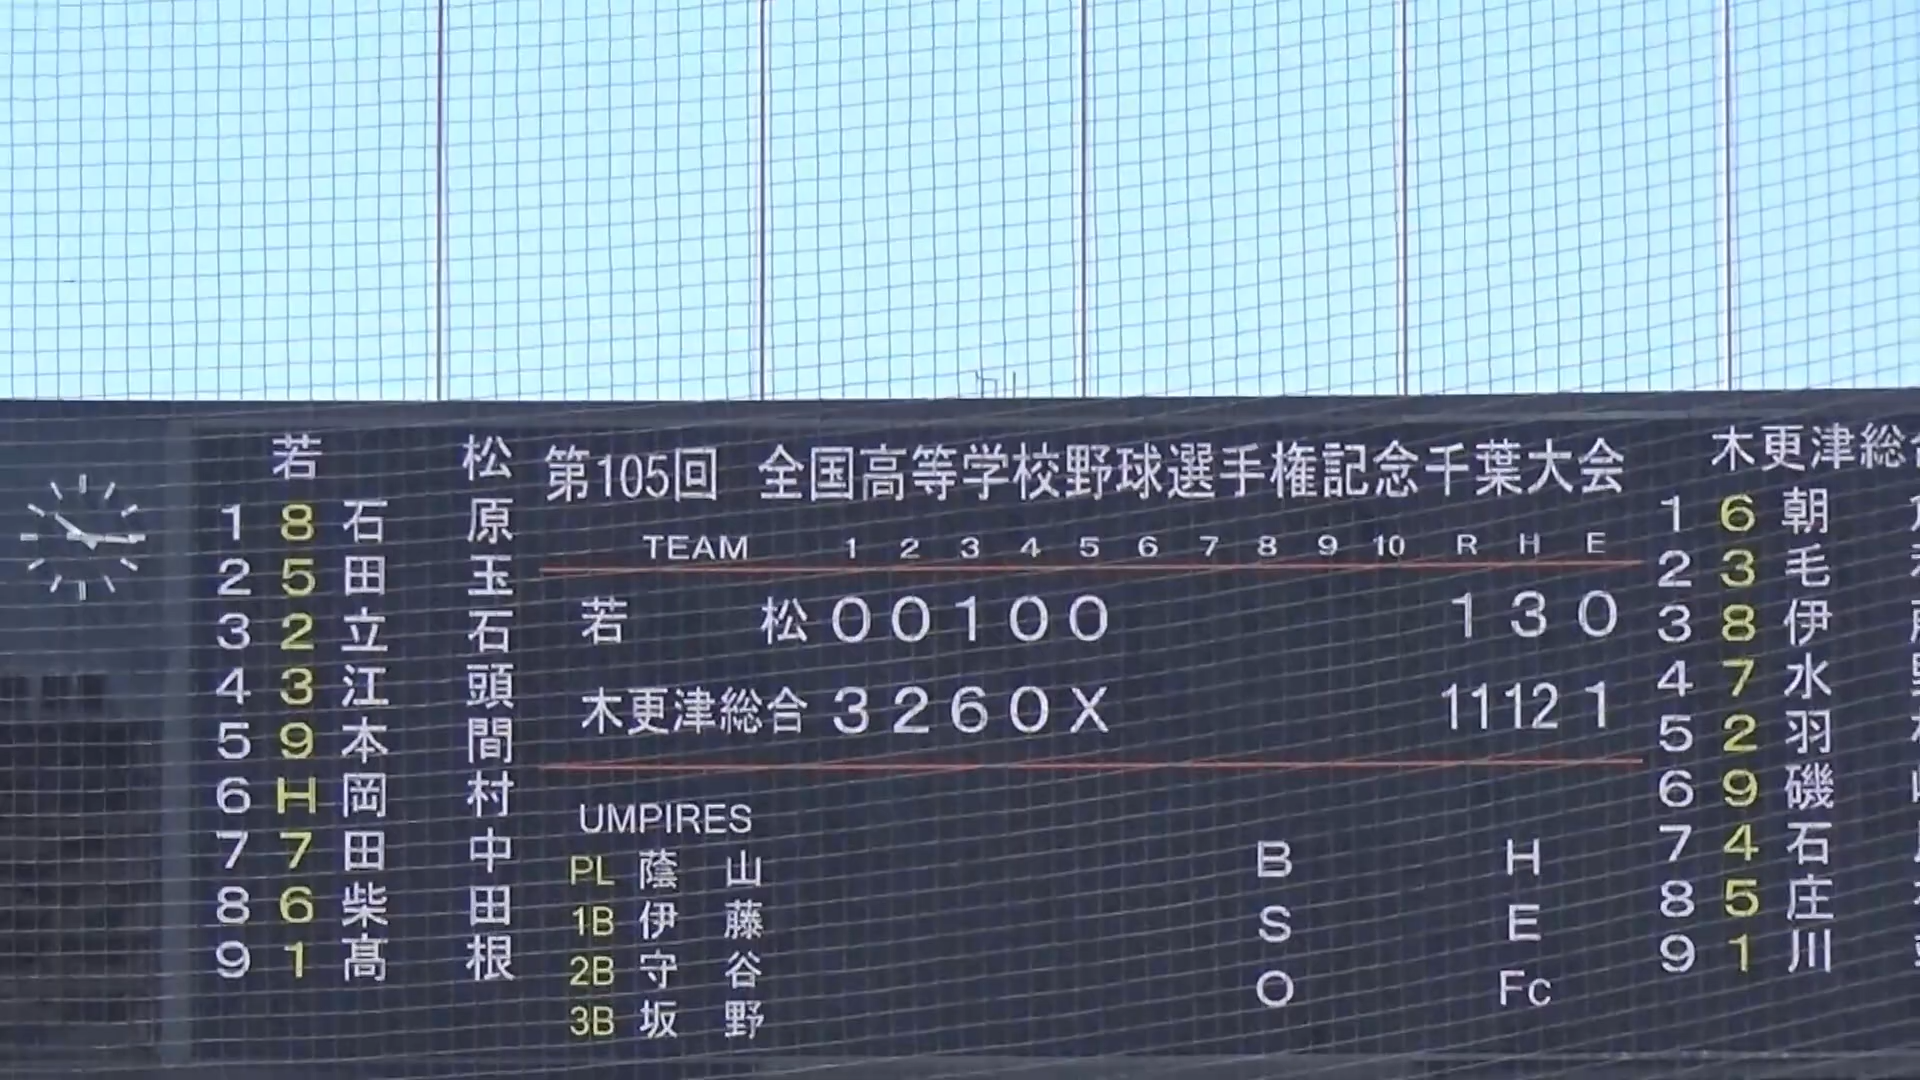 若松
1 8 石原
2 5 田玉
3 2 立石
4 3 江頭
5 9 本間
6 H 岡村
7 7 田中
8 6 柴田
9 1 髙根
第105回 全国高等学校野球選手権記念千葉大会
TEAM 1 2 3 4 5 6 7 8 9 10 R H E
若松 0 0 1 0 0 1 3 0
木更津総合 3 2 6 0 X 11 12 1
UMPIRES
PL 蔭山
1B 伊藤
2B 守谷
3B 坂野
B H
S E
O Fc
木更津総合
1 6 朝
2 3 毛
3 8 伊
4 7 水
5 2 羽
6 9 磯
7 4 石
8 5 庄
9 1 川